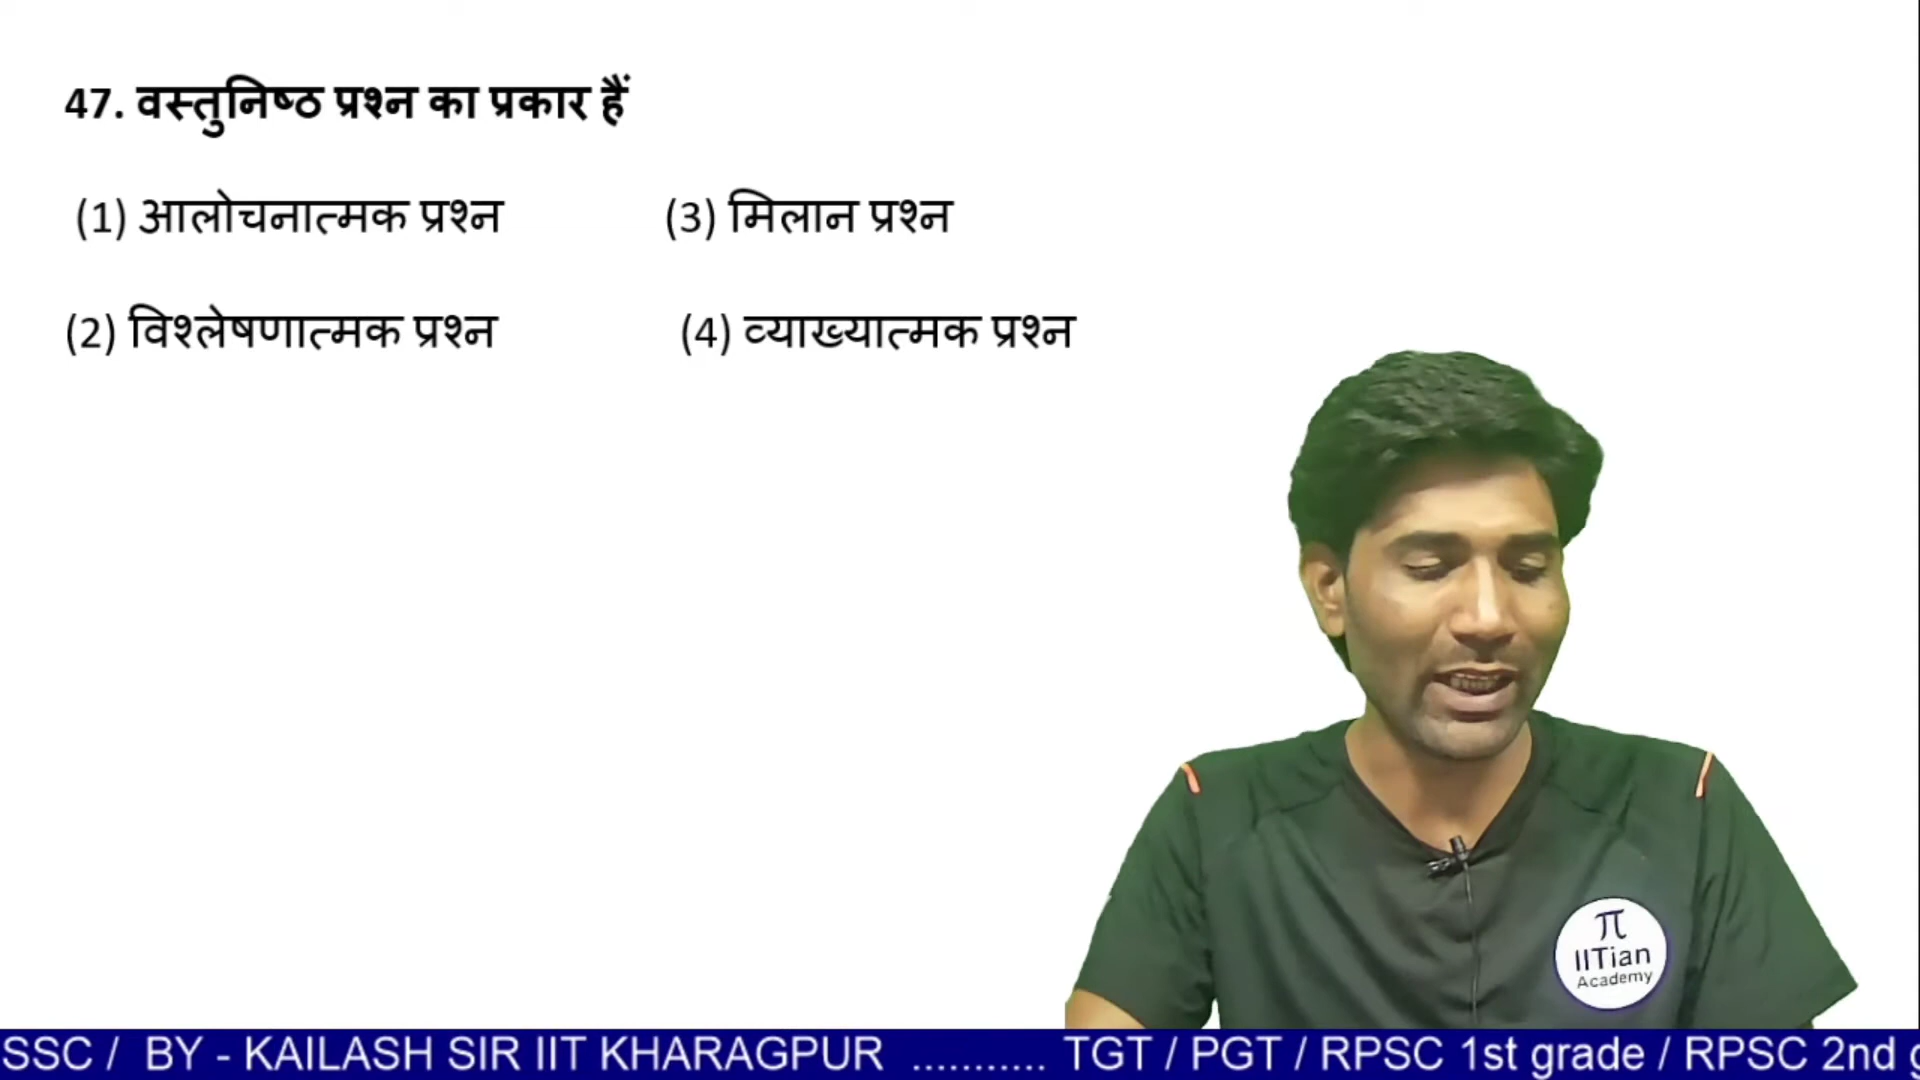 47. वस्तुनिष्ठ प्रश्न का प्रकार हैं
(1) आलोचनात्मक प्रश्न (3) मिलान प्रश्न
(2) विश्लेषणात्मक प्रश्न (4) व्याख्यात्मक प्रश्न
π
IITian
Academy
SSC / BY - KAILASH SIR IIT KHARAGPUR ........... TGT / PGT / RPSC 1st grade / RPSC 2nd